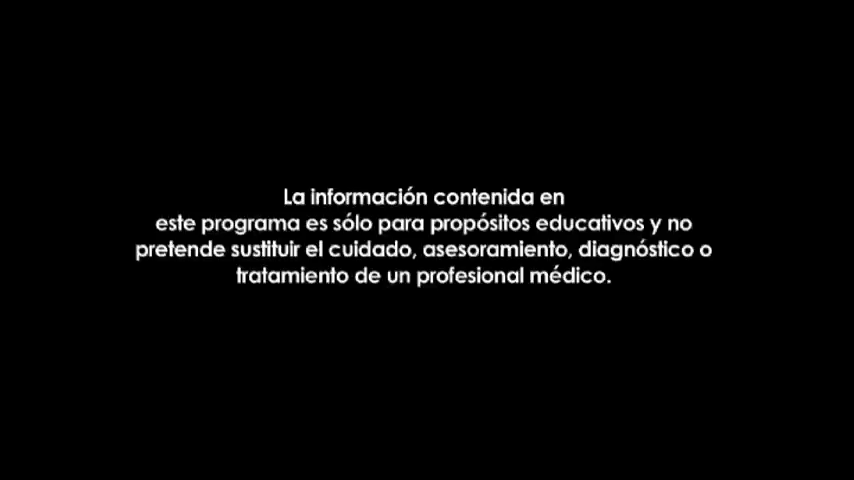 La información contenida en
este programa es sólo para propósitos educativos y no
pretende sustituir el cuidado, asesoramiento, diagnóstico o
tratamiento de un profesional médico.